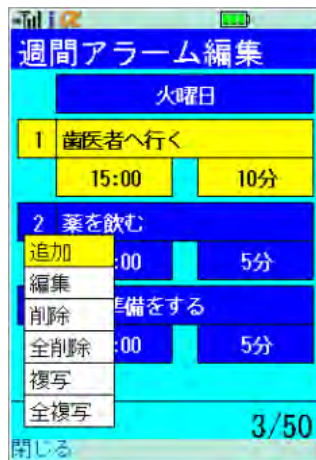 週間アラーム編集
火曜日
1 歯医者へ行く
15:00 10分
2 薬を飲む
追加
:00 5分
編集
準備をする
削除
全削除
:00 5分
複写
全複写
3/50
閉じる